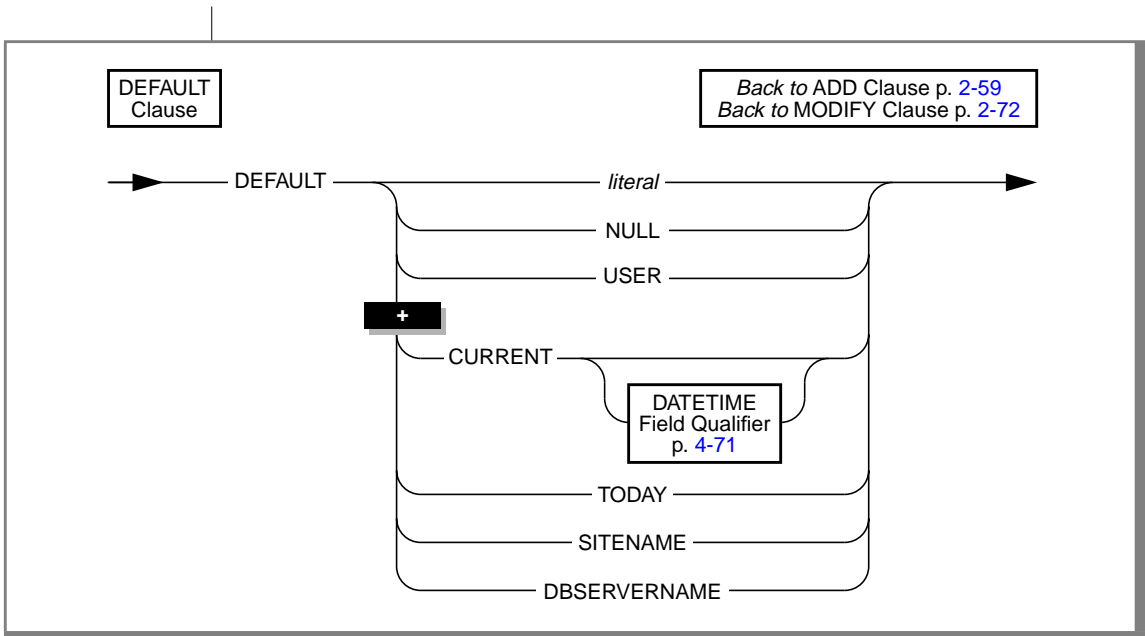 DEFAULT
Clause
Back to ADD Clause p. 2-59
Back to MODIFY Clause p. 2-72
DEFAULT
literal
NULL
USER
+
CURRENT
DATETIME
Field Qualifier
p. 4-71
TODAY
SITENAME
DBSERVERNAME